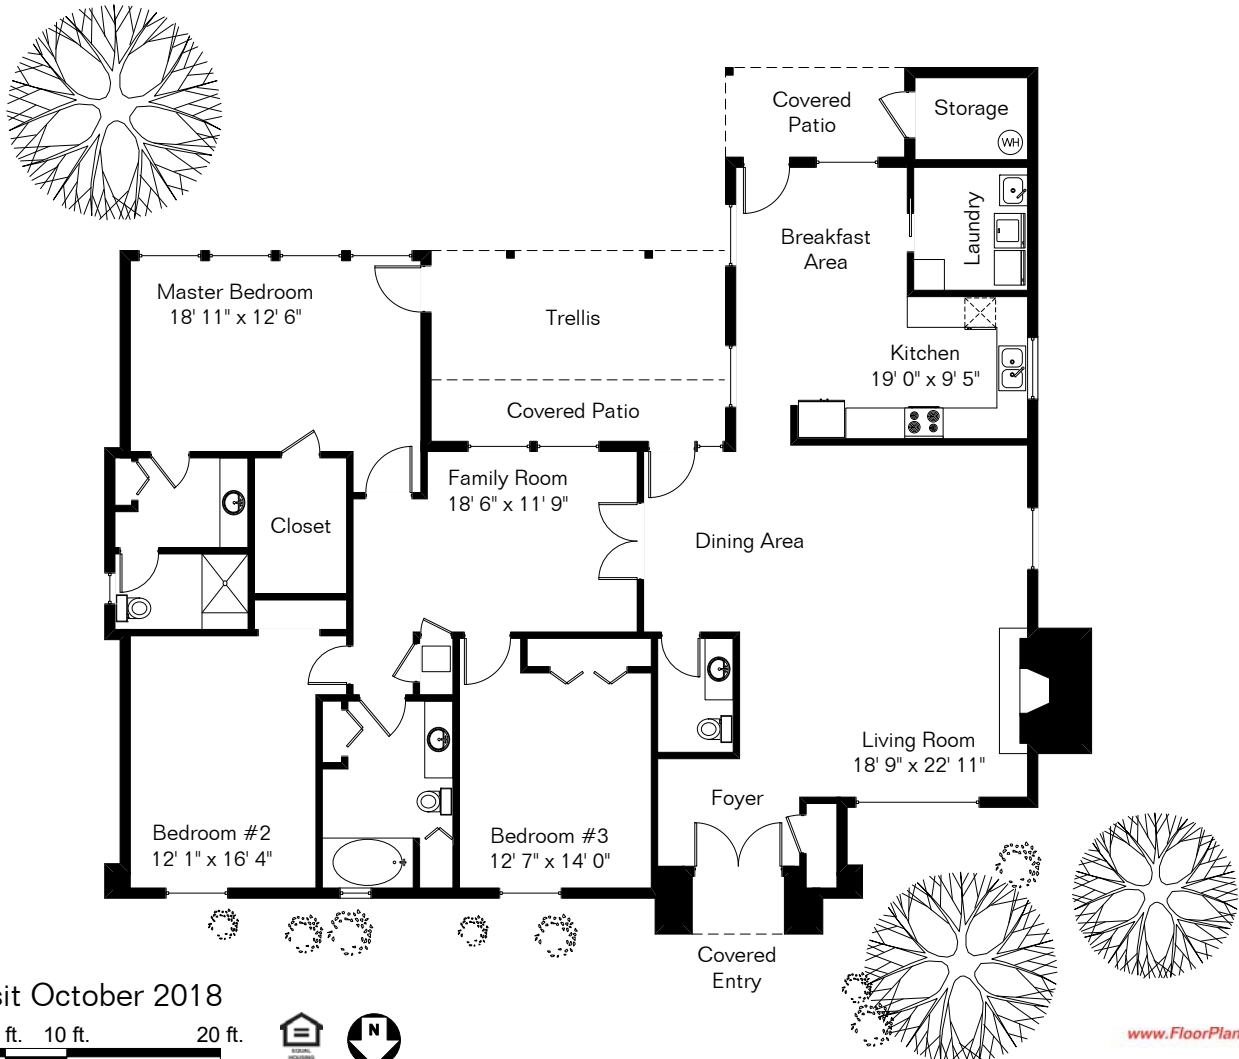 Covered
Patio
Storage
WH
Laundry
Breakfast
Area
Master Bedroom
18' 11" x 12' 6"
Trellis
Kitchen
19' 0" x 9' 5"
Covered Patio
Family Room
18' 6" x 11' 9"
Closet
Dining Area
Living Room
18' 9" x 22' 11"
Foyer
Bedroom #2
12' 1" x 16' 4"
Bedroom #3
12' 7" x 14' 0"
Covered
Entry
sit October 2018
ft. 10 ft. 20 ft.
EQUAL
HOUSING
N
www.FloorPlan